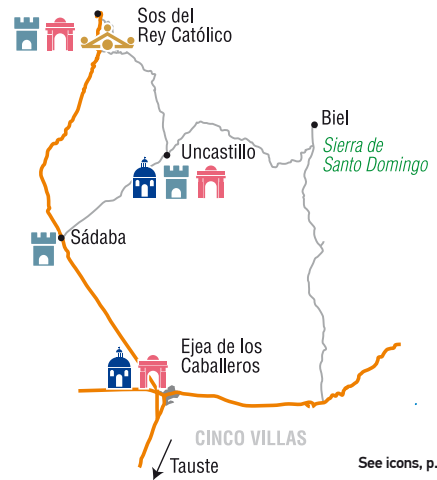 Sos del
Rey Católico
Biel
Sierra de
Santo Domingo
Uncastillo
Sádaba
Ejea de los
Caballeros
CINCO VILLAS
Tauste
See icons, p.